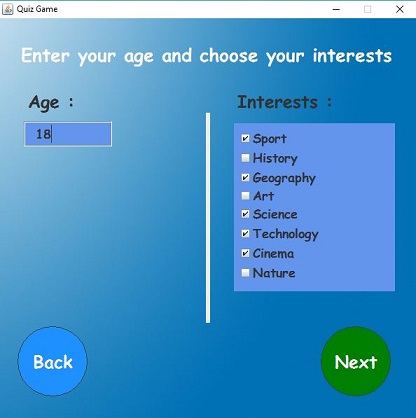 Quiz Game
Enter your age and choose your interests
Age :
18
Interests :
Sport
History
Geography
Art
Science
Technology
Cinema
Nature
Back
Next